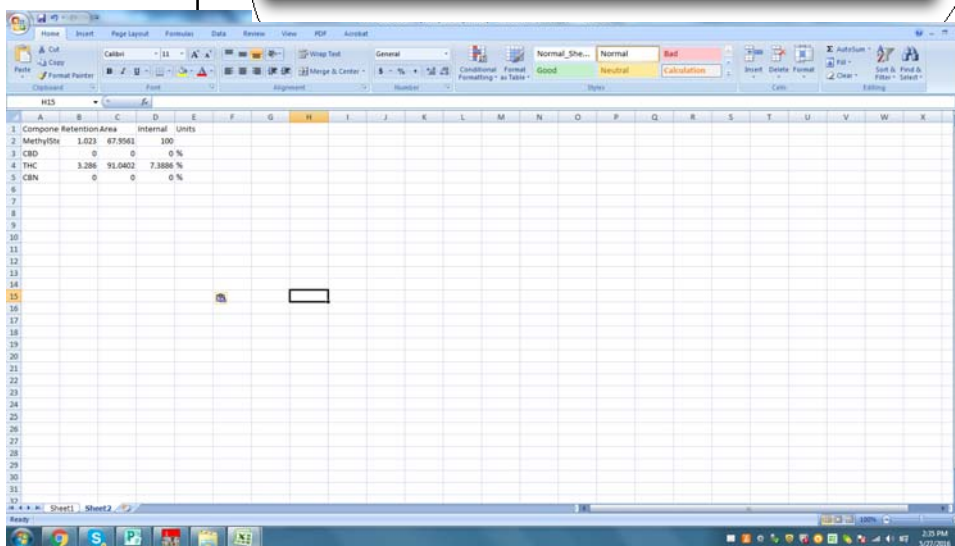 Home Insert Page Layout Formulas Data Review View PDF Acrobat
Paste Cut Copy Format Painter
Calibri 11
Wrap Text
Merge & Center
General
Conditional Formatting Format as Table
Normal_She... Normal Bad
Good Neutral Calculation
Insert Delete Format
AutoSum
Fill
Clear
Sort & Filter Find & Select
Clipboard Font Alignment Number Styles Cells Editing
H15 fx
A B C D E F G H I J K L M N O P Q R S T U V W X
1 Compone Retention Area Internal Units
2 MethylSte 1.023 67.9561 100
3 CBD 0 0 0 %
4 THC 3.286 91.0402 7.3886 %
5 CBN 0 0 0 %
6
7
8
9
10
11
12
13
14
15
16
17
18
19
20
21
22
23
24
25
26
27
28
29
30
31
32
Sheet1 Sheet2
Ready 100%
2:35 PM
5/27/2016